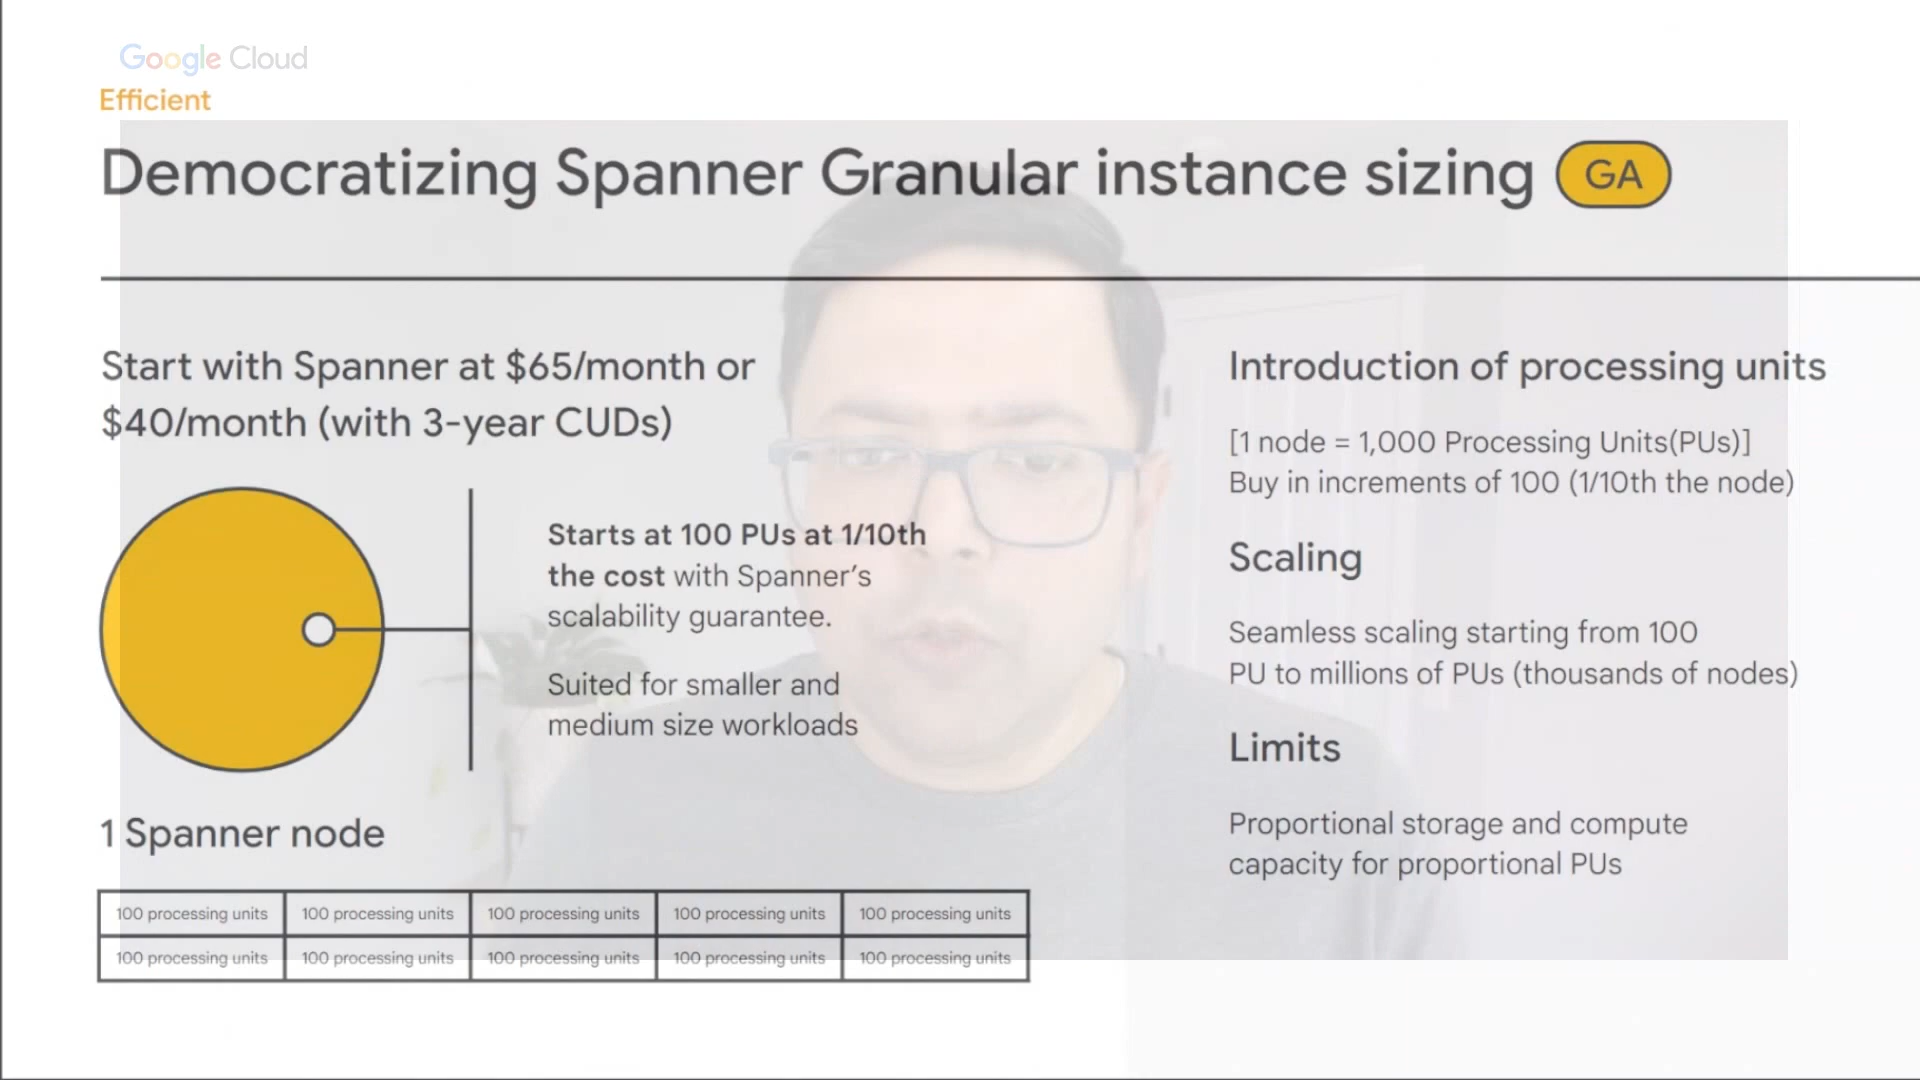 Google Cloud
Efficient
Democratizing Spanner Granular instance sizing GA
Start with Spanner at $65/month or
$40/month (with 3-year CUDs)
Starts at 100 PUs at 1/10th
the cost with Spanner's
scalability guarantee.
Suited for smaller and
medium size workloads
1 Spanner node
100 processing units 100 processing units 100 processing units 100 processing units 100 processing units
100 processing units 100 processing units 100 processing units 100 processing units 100 processing units
Introduction of processing units
[1 node = 1,000 Processing Units(PUs)]
Buy in increments of 100 (1/10th the node)
Scaling
Seamless scaling starting from 100
PU to millions of PUs (thousands of nodes)
Limits
Proportional storage and compute
capacity for proportional PUs